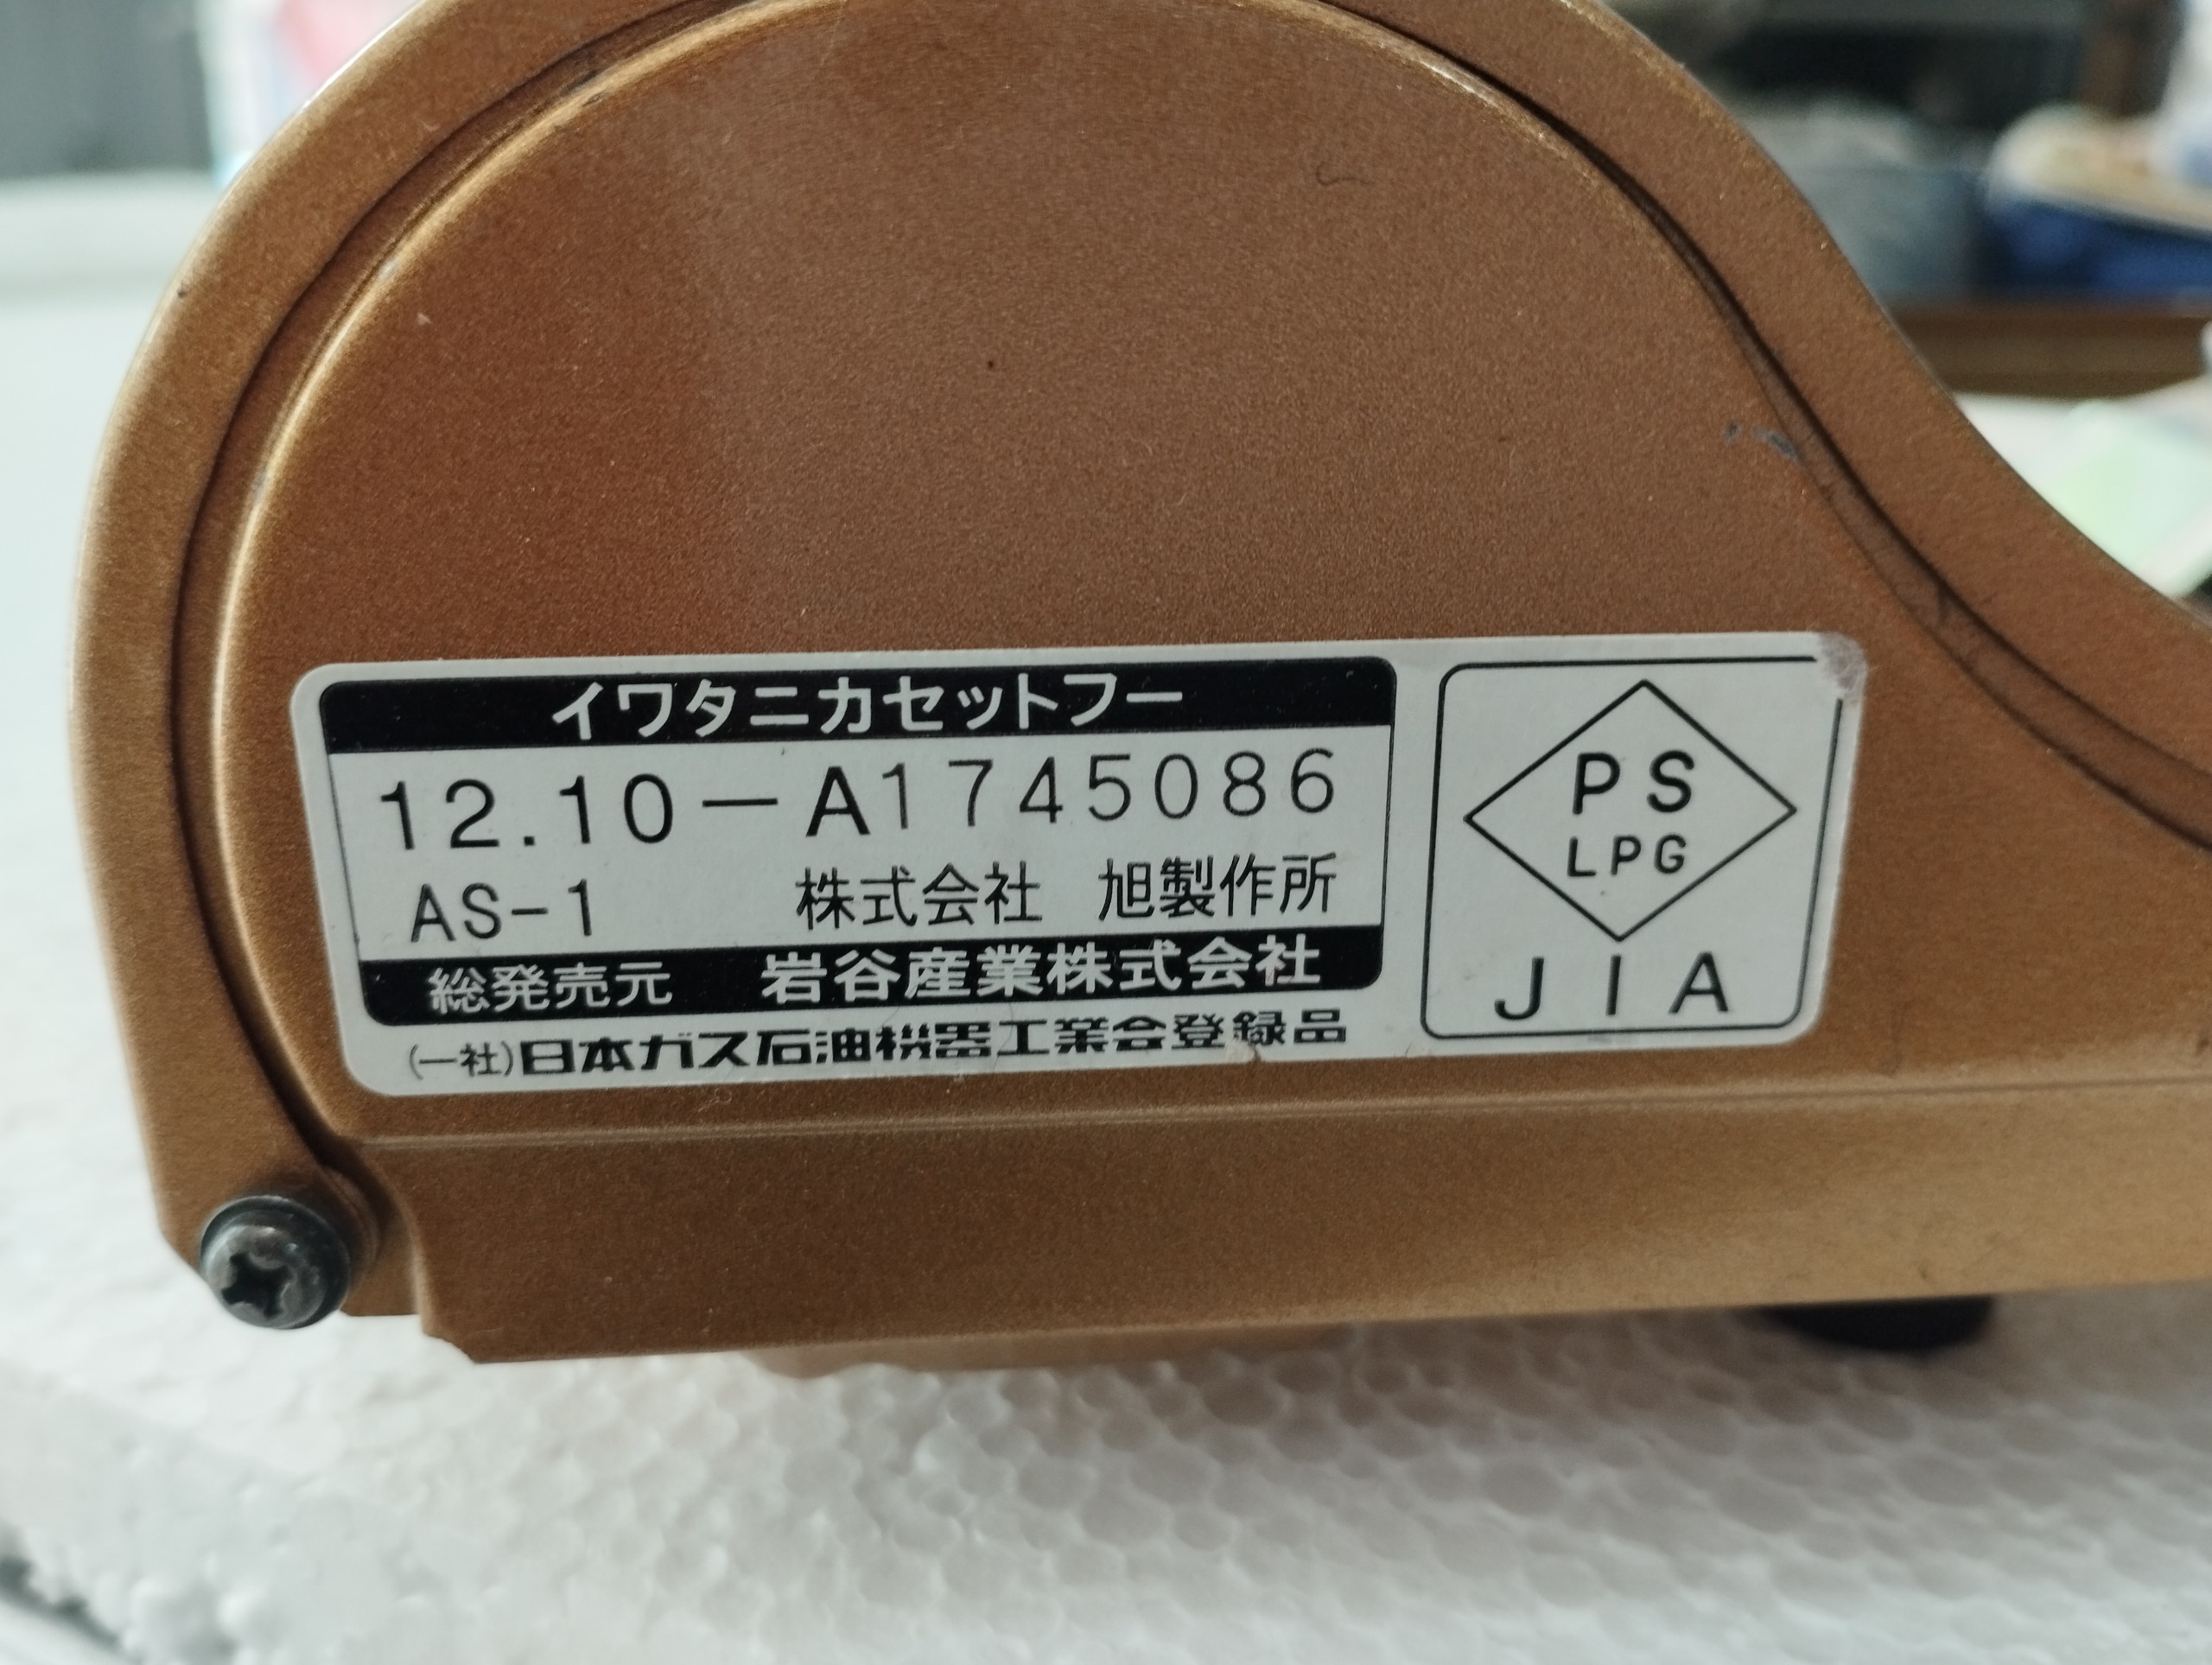 イワタニカセットフー
12.10－A1745086
AS-1 株式会社 旭製作所
総発売元 岩谷産業株式会社
(一社)日本ガス石油機器工業会登録品
PS
LPG
JIA